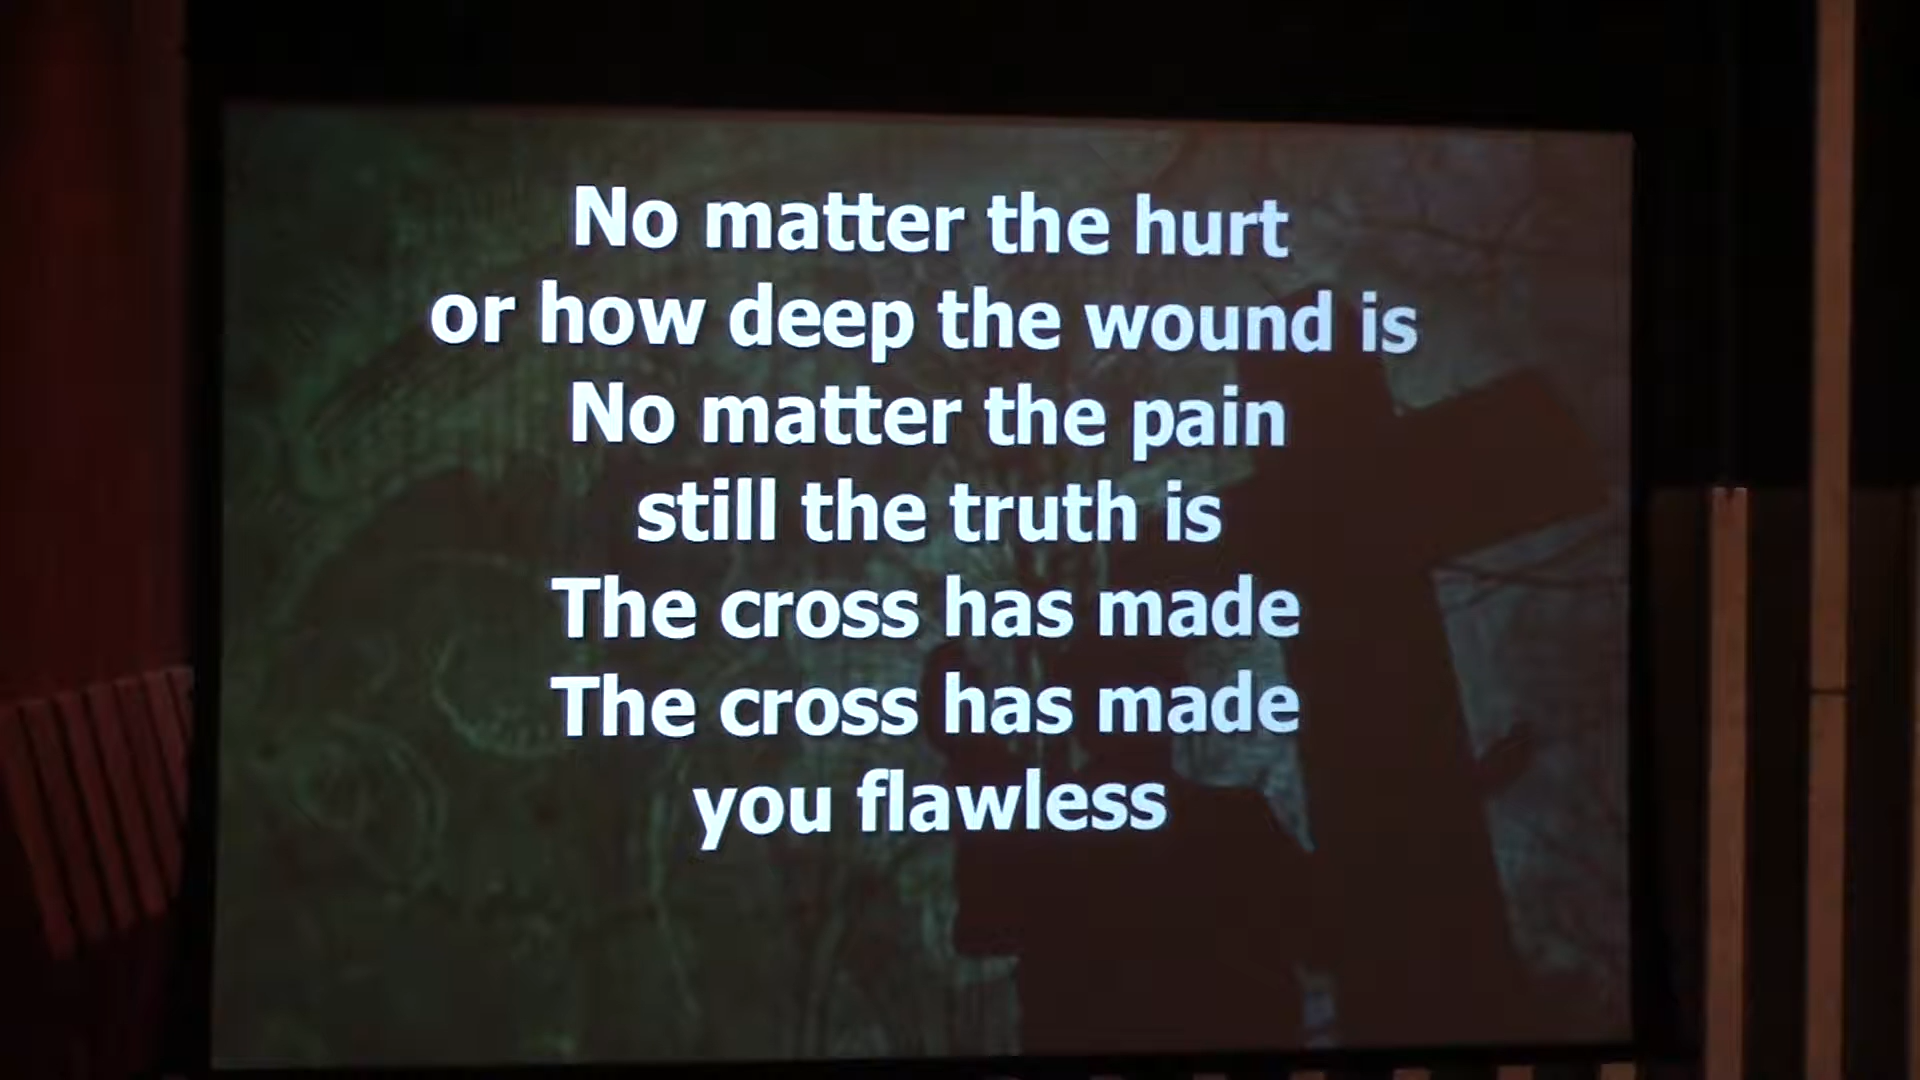 No matter the hurt
or how deep the wound is
No matter the pain
still the truth is
The cross has made
The cross has made
you flawless